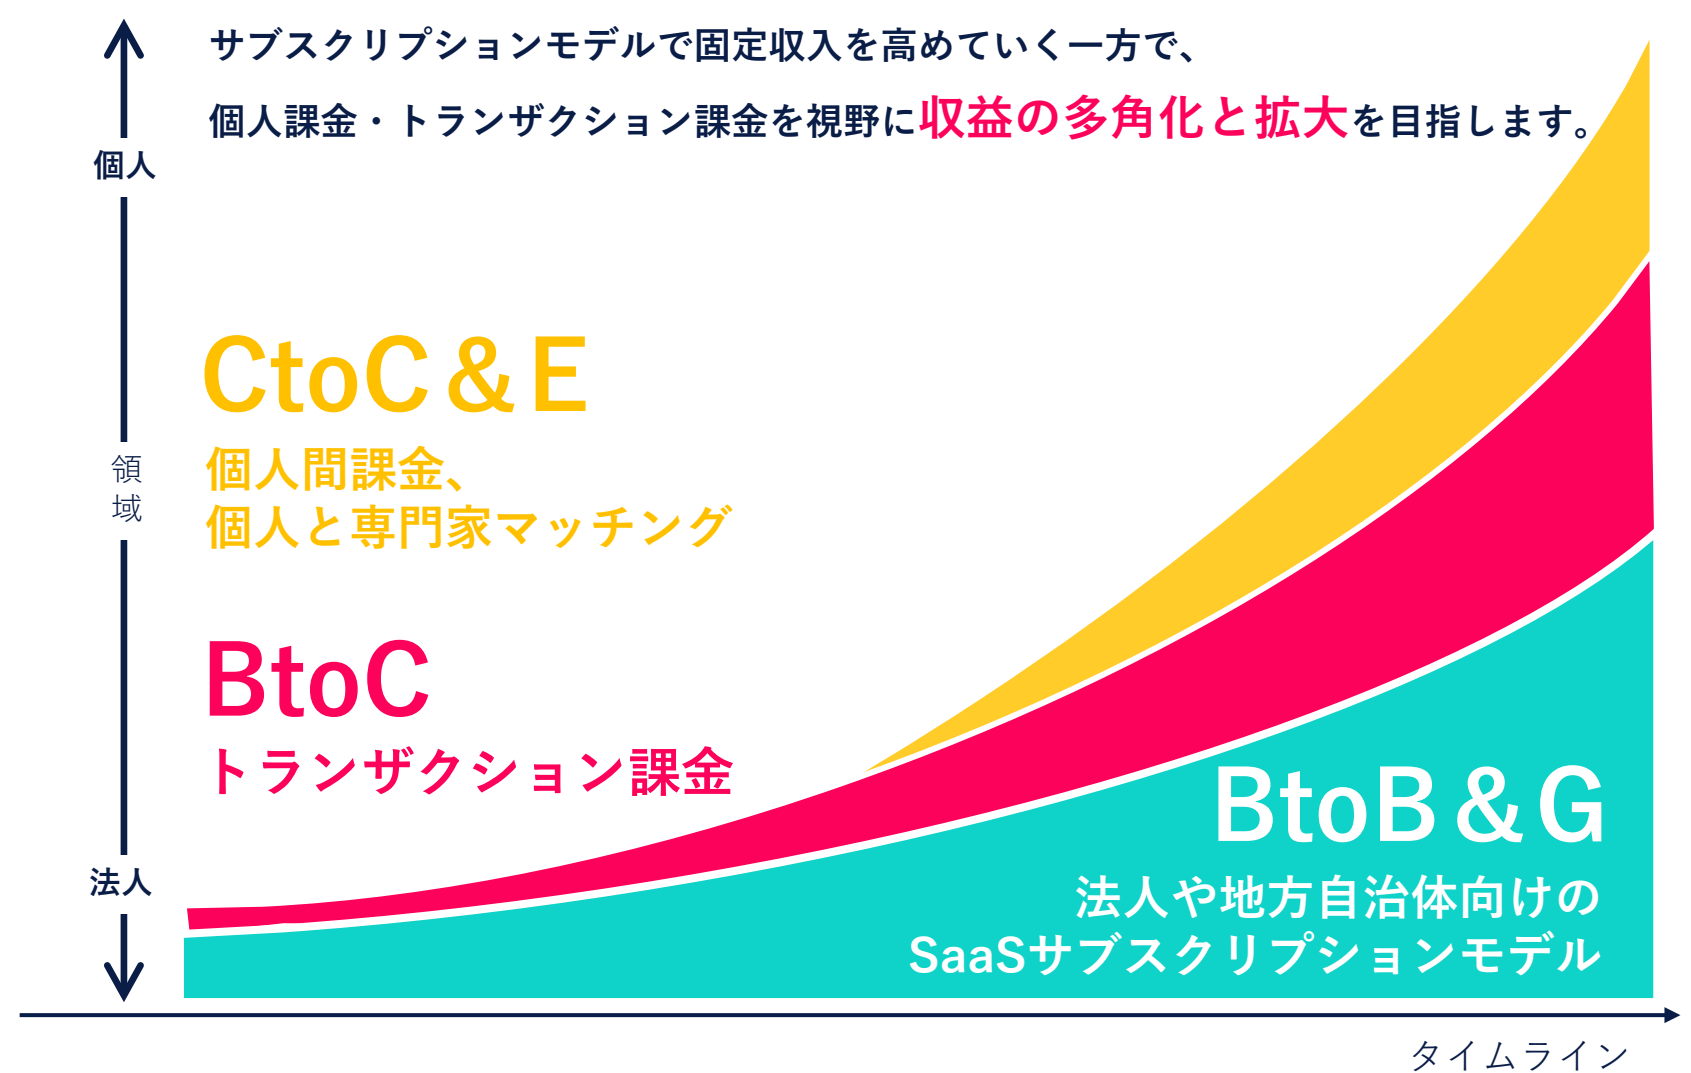 サブスクリプションモデルで固定収入を高めていく一方で、
個人課金・トランザクション課金を視野に収益の多角化と拡大を目指します。
個人
CtoC＆E
個人間課金、
個人と専門家マッチング
領
域
BtoC
トランザクション課金
BtoB＆G
法人や地方自治体向けの
SaaSサブスクリプションモデル
法人
タイムライン